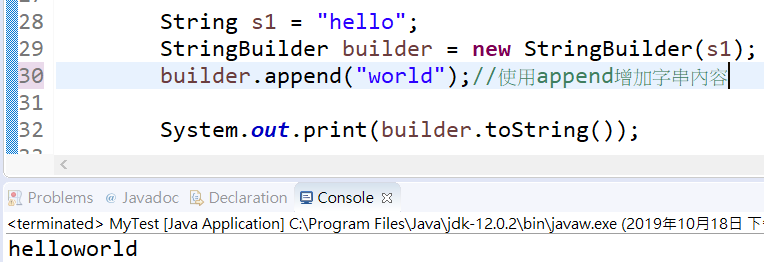 28 String s1 = "hello";
29 StringBuilder builder = new StringBuilder(s1);
30 builder.append("world");//使用append增加字串內容
31
32 System.out.print(builder.toString());
Problems @ Javadoc Declaration Console
<terminated> MyTest [Java Application] C:\Program Files\Java\jdk-12.0.2\bin\javaw.exe (2019年10月18日 下
helloworld